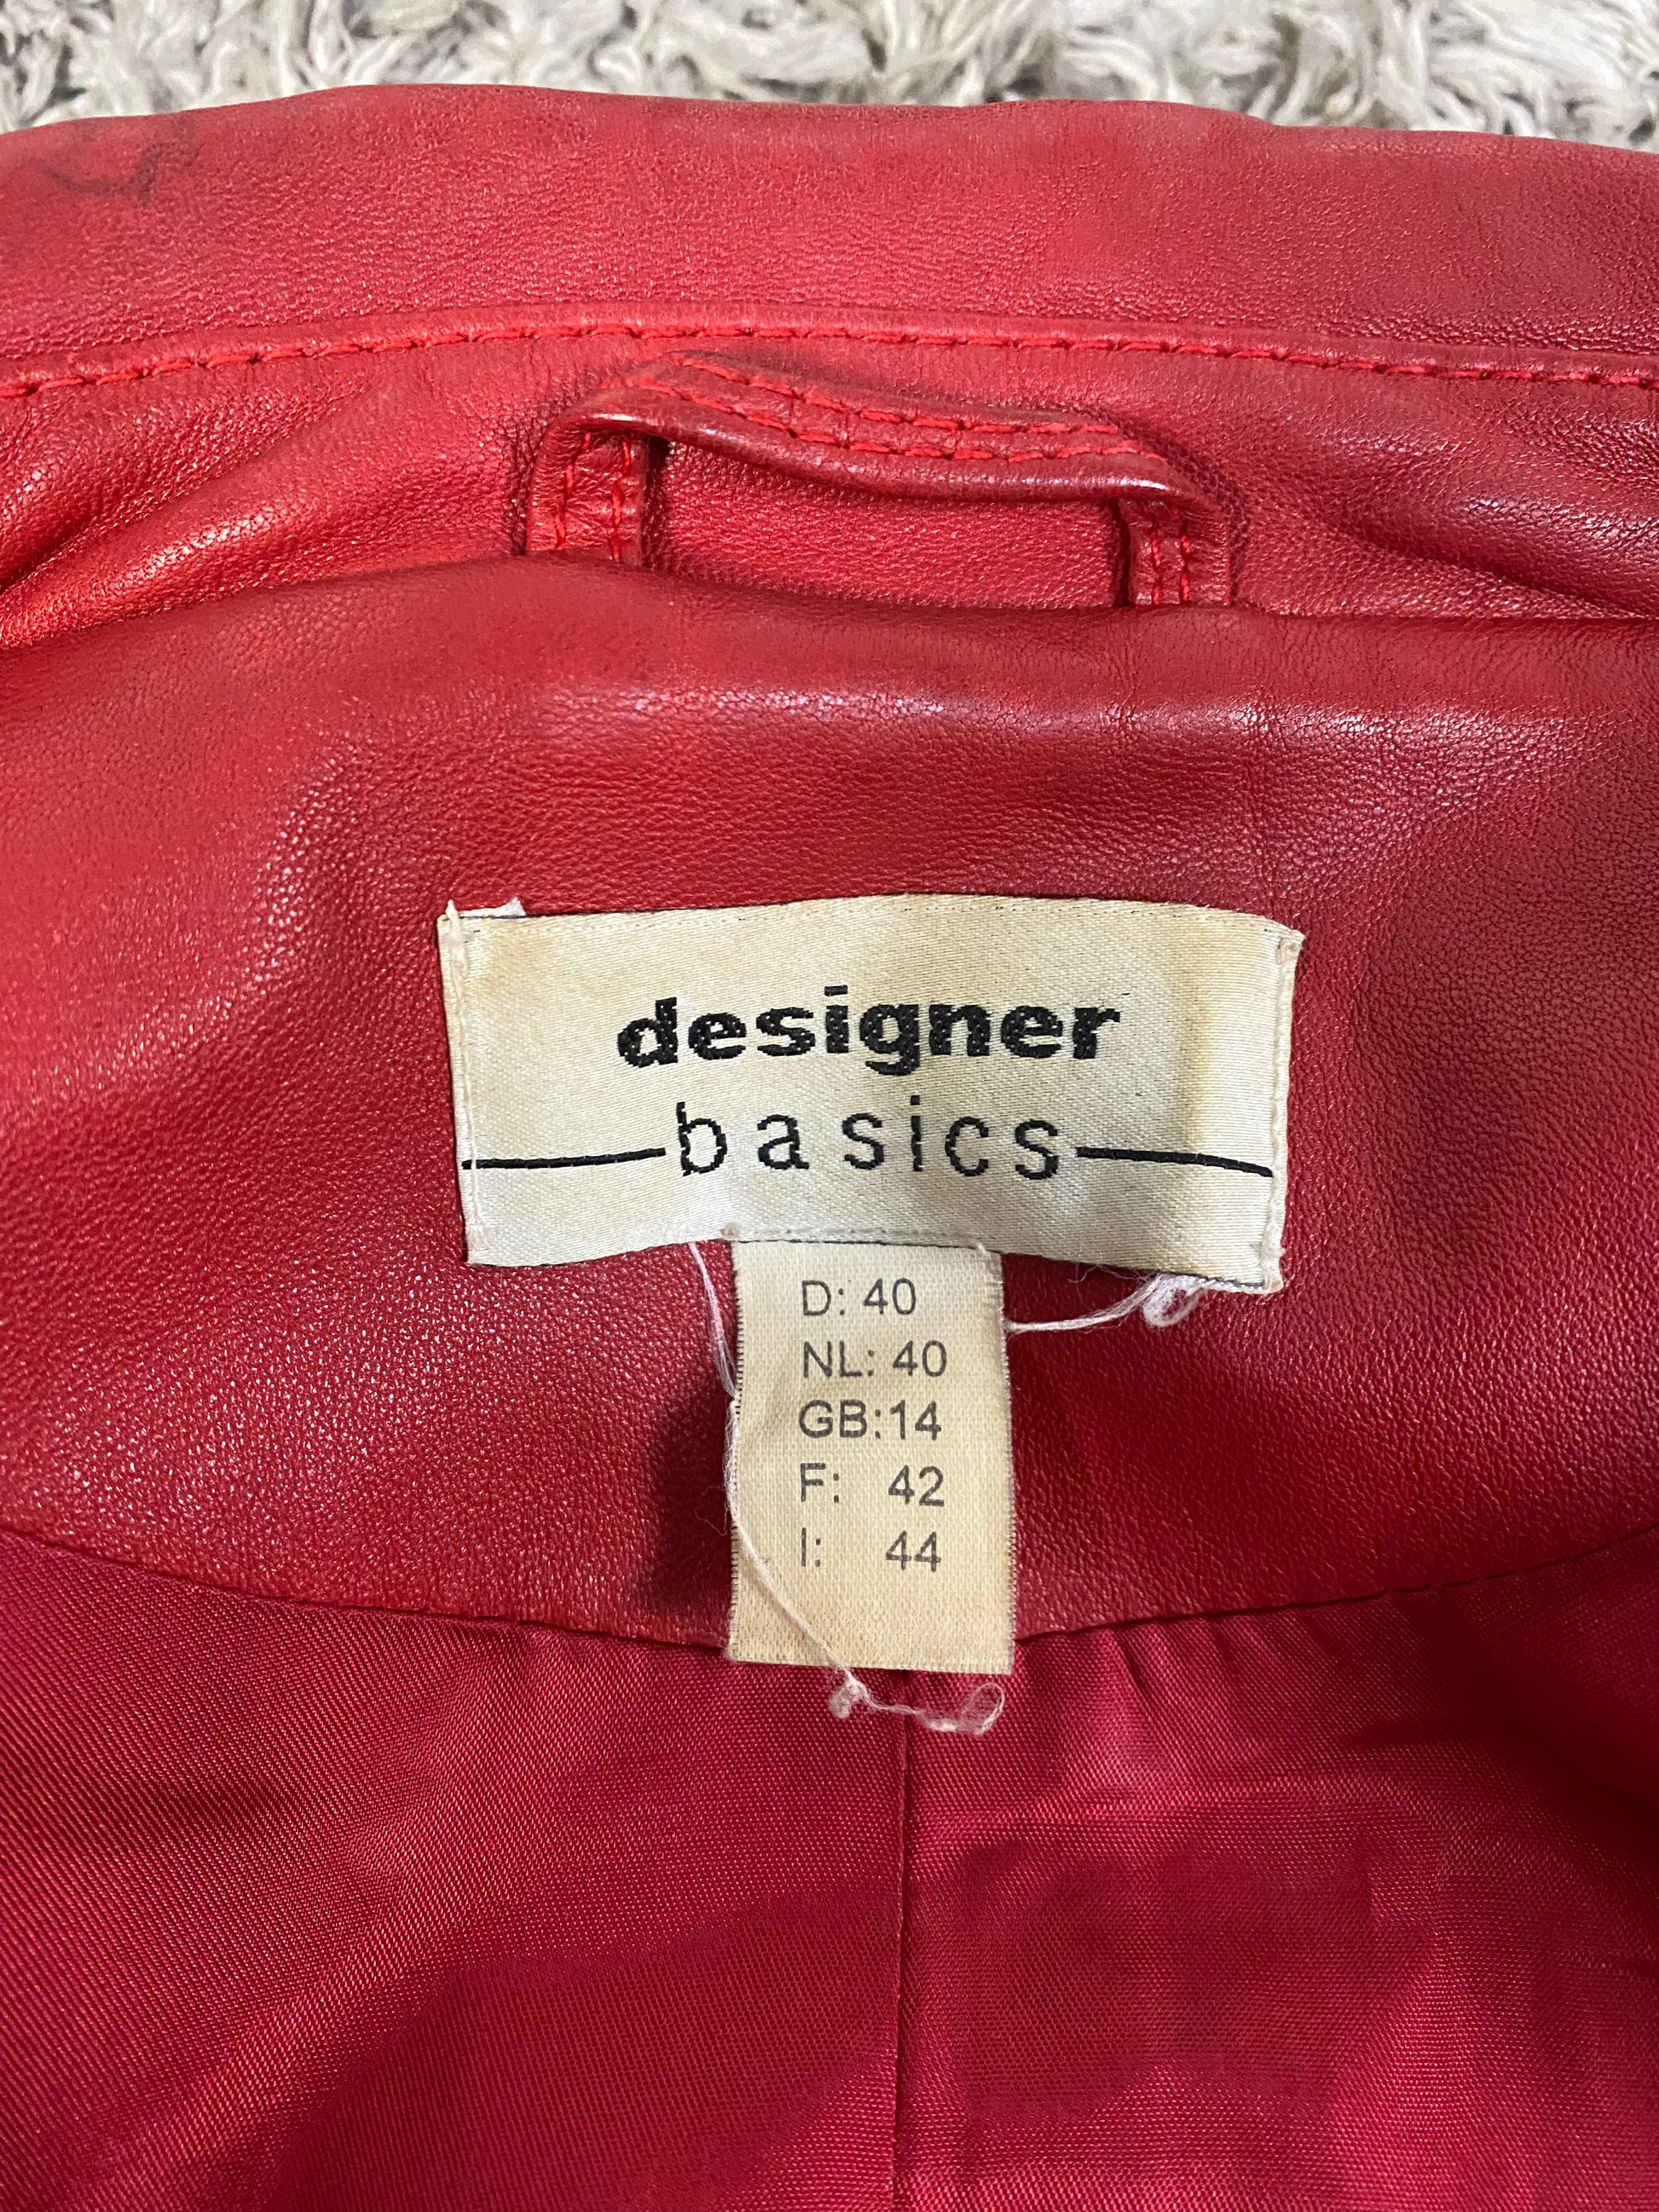 designer
basics
D: 40
NL: 40
GB:14
F: 42
I: 44